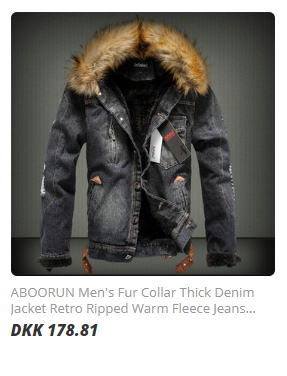 ABOORUN Men's Fur Collar Thick Denim
Jacket Retro Ripped Warm Fleece Jeans...
DKK 178.81